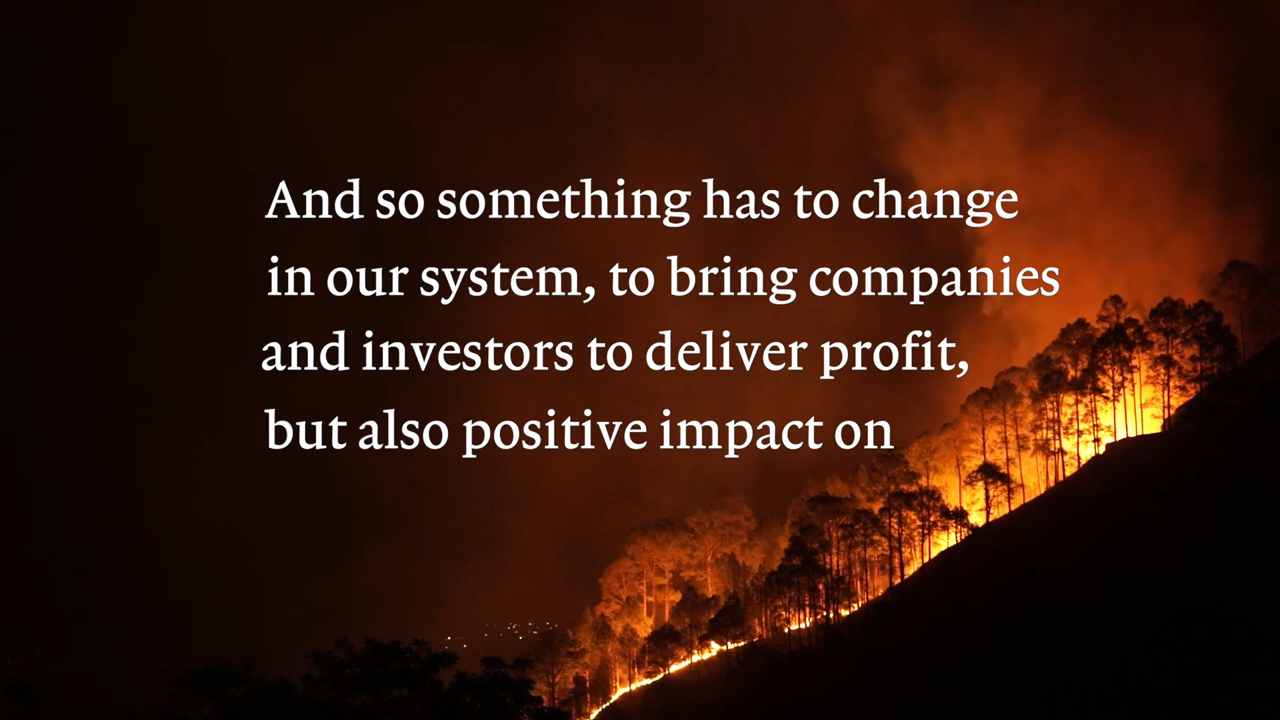 And so something has to change
in our system, to bring companies
and investors to deliver profit,
but also positive impact on